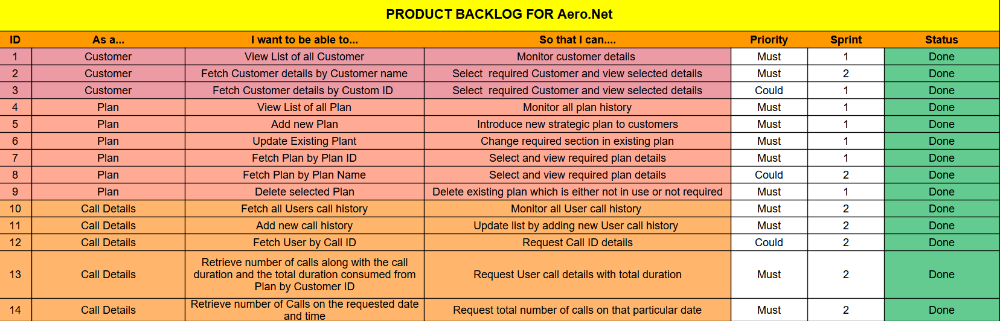 PRODUCT BACKLOG FOR Aero.Net
ID As a... I want to be able to... So that I can.... Priority Sprint Status
1 Customer View List of all Customer Monitor customer details Must 1 Done
2 Customer Fetch Customer details by Customer name Select required Customer and view selected details Must 2 Done
3 Customer Fetch Customer details by Custom ID Select required Customer and view selected details Could 1 Done
4 Plan View List of all Plan Monitor all plan history Must 1 Done
5 Plan Add new Plan Introduce new strategic plan to customers Must 1 Done
6 Plan Update Existing Plant Change required section in existing plan Must 1 Done
7 Plan Fetch Plan by Plan ID Select and view required plan details Must 1 Done
8 Plan Fetch Plan by Plan Name Select and view required plan details Could 2 Done
9 Plan Delete selected Plan Delete existing plan which is either not in use or not required Must 1 Done
10 Call Details Fetch all Users call history Monitor all User call history Must 2 Done
11 Call Details Add new call history Update list by adding new User call history Must 2 Done
12 Call Details Fetch User by Call ID Request Call ID details Could 2 Done
13 Call Details Retrieve number of calls along with the call
duration and the total duration consumed from
Plan by Customer ID Request User call details with total duration Must 2 Done
14 Call Details Retrieve number of Calls on the requested date
and time Request total number of calls on that particular date Must 2 Done